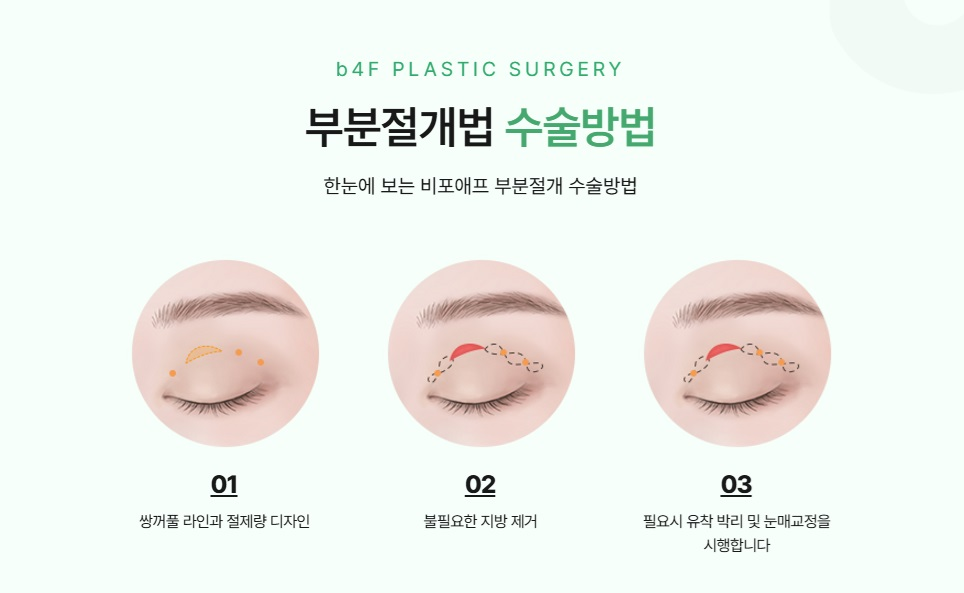 b4F PLASTIC SURGERY
부분절개법 수술방법
한눈에 보는 비포애프 부분절개 수술방법
01
쌍꺼풀 라인과 절제량 디자인
02
불필요한 지방 제거
03
필요시 유착 박리 및 눈매교정을
시행합니다